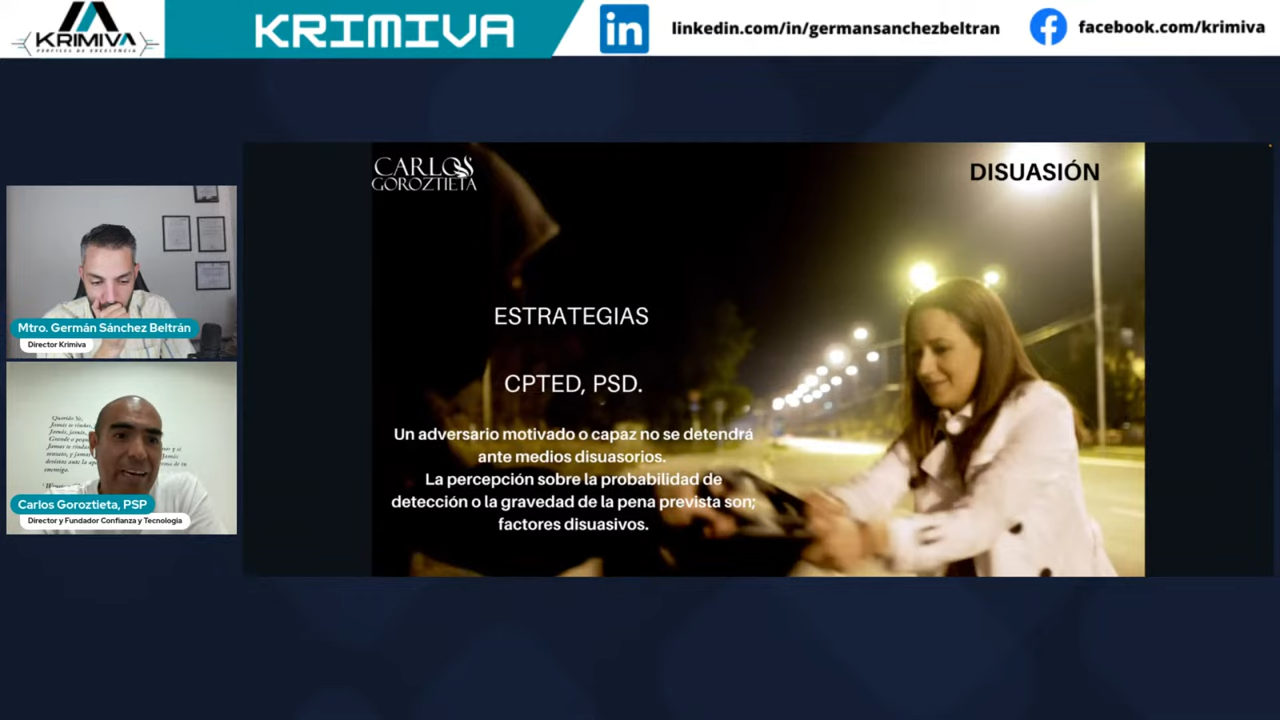 KRIMIVA
KRIMIVA
linkedin.com/in/germansanchezbeltran
facebook.com/krimiva
CARLOS
GOROZTIETA
DISUASIÓN
ESTRATEGIAS
CPTED, PSD.
Un adversario motivado o capaz no se detendrá
ante medios disuasorios.
La percepción sobre la probabilidad de
detección o la gravedad de la pena prevista son;
factores disuasivos.
Mtro. Germán Sánchez Beltrán
Director Krimiva
Querido Yo,
Carlos Goroztieta, PSP
Director y Fundador Confianza y Tecnología